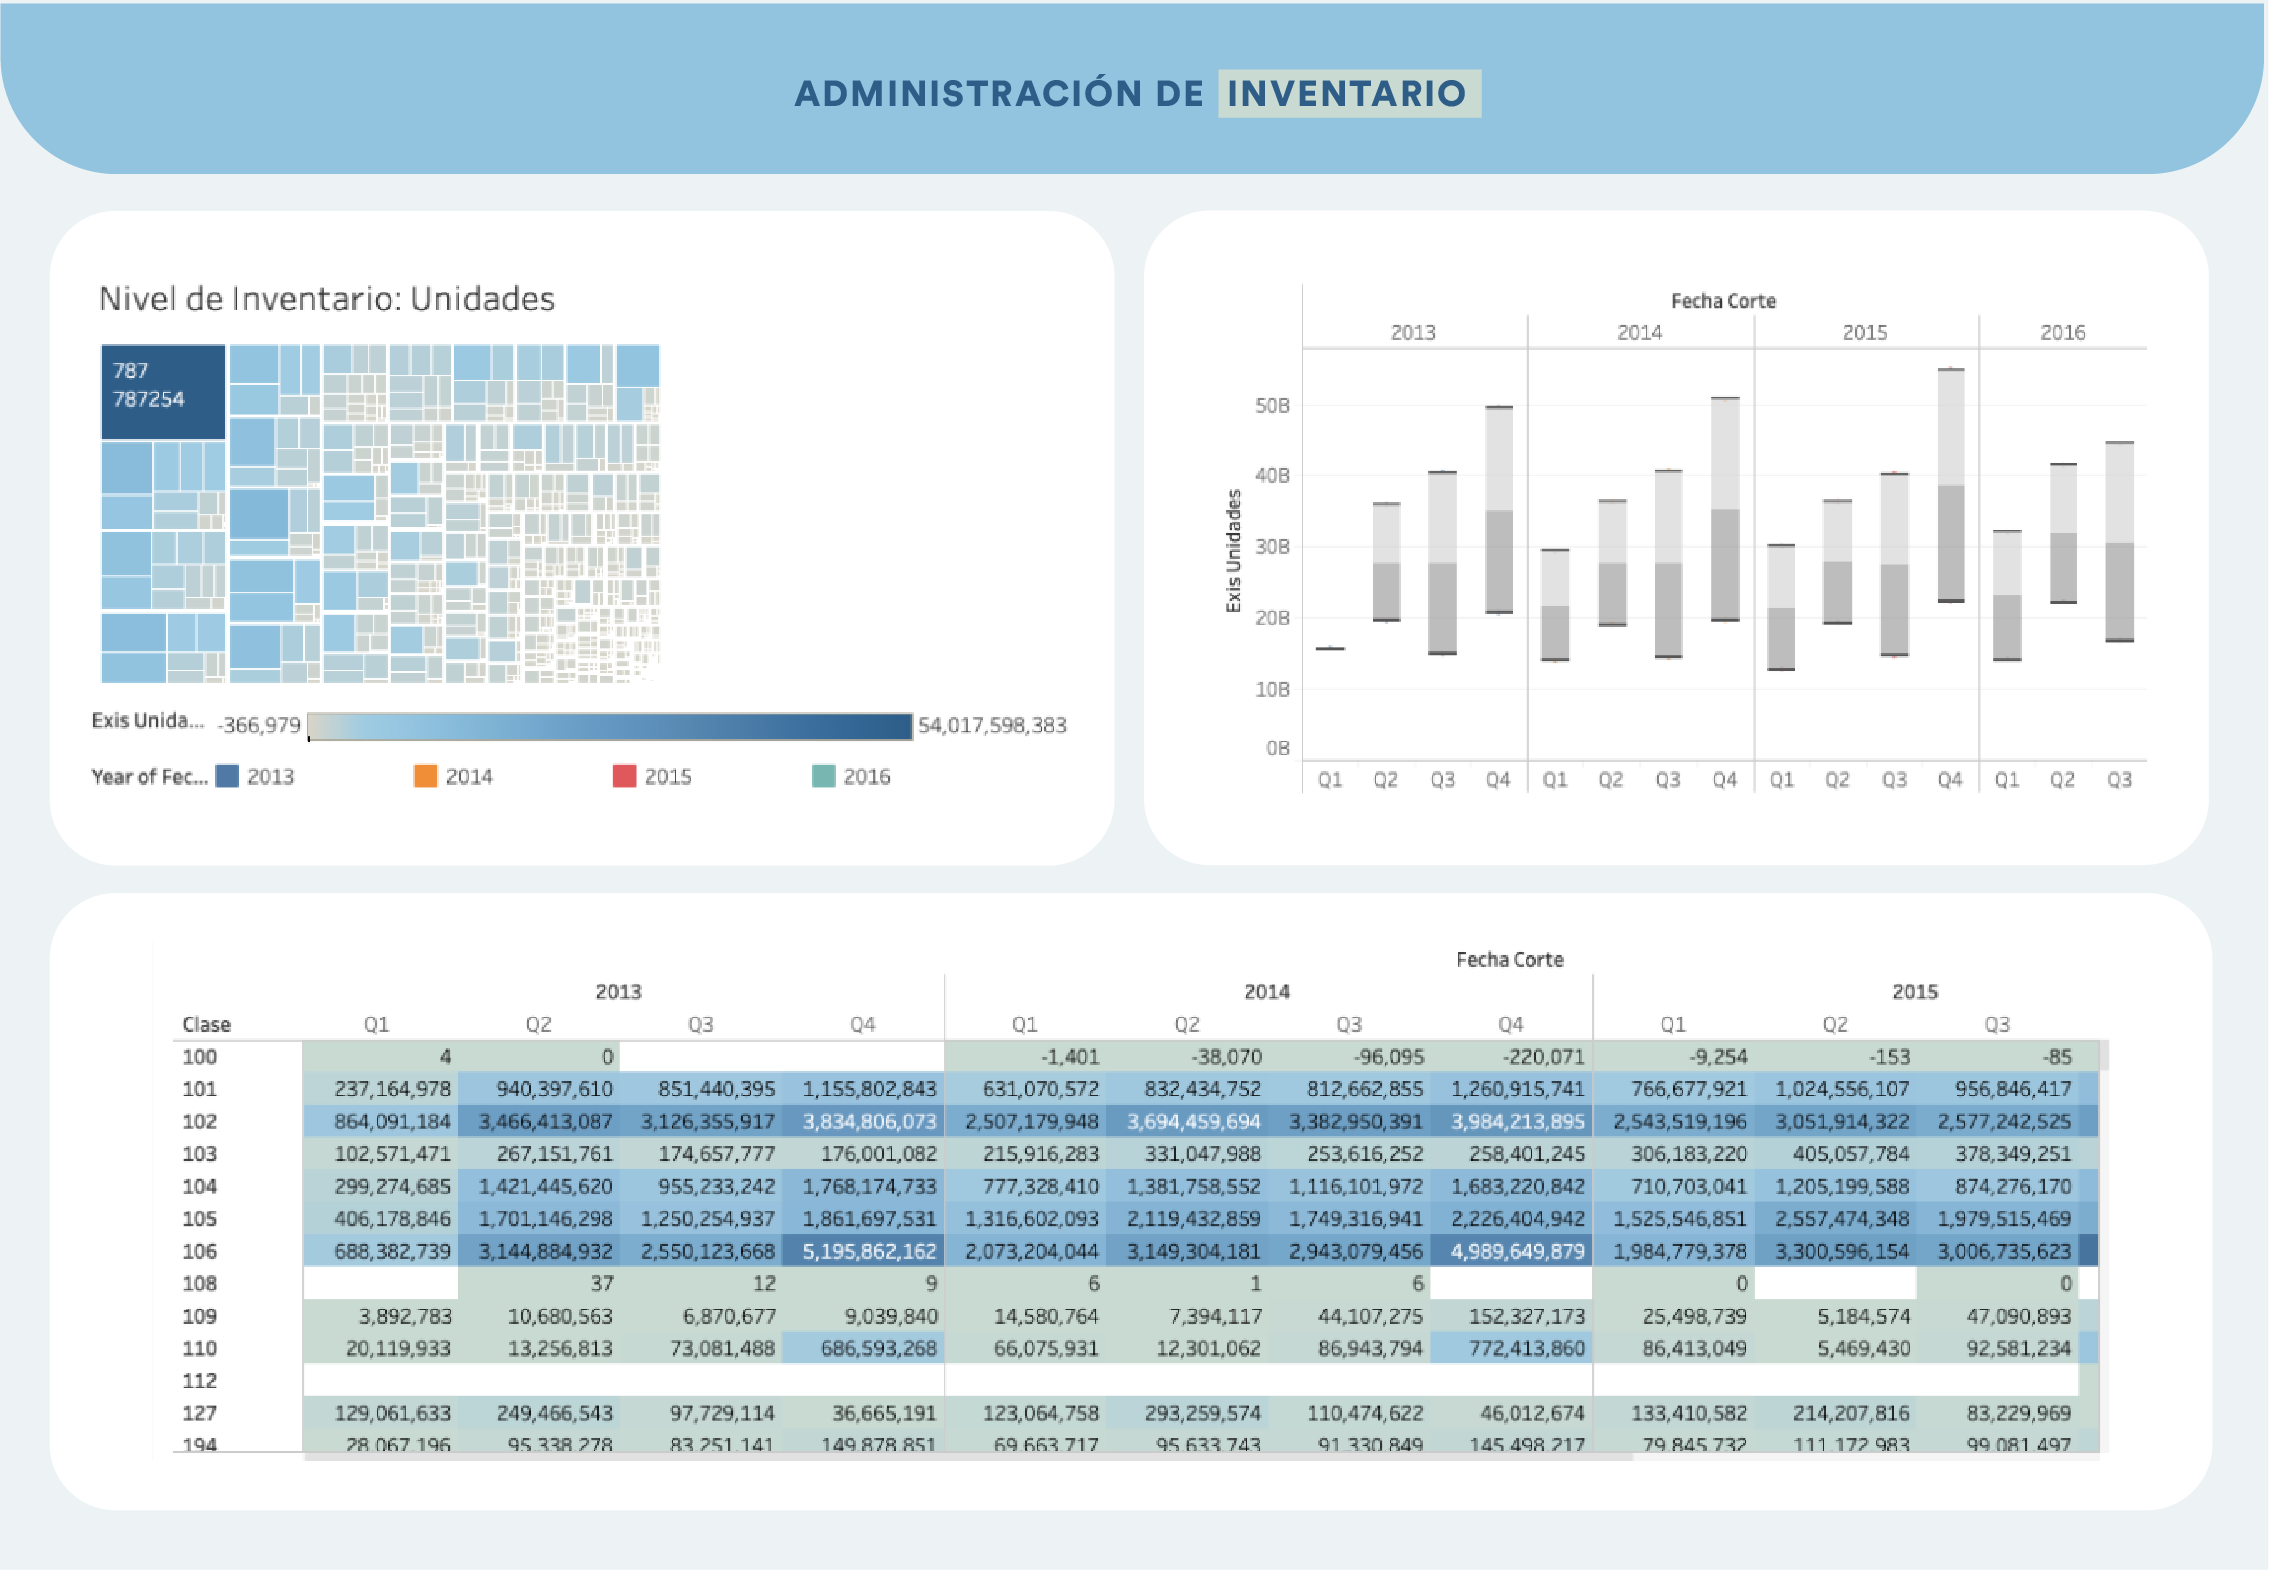 ADMINISTRACIÓN DE INVENTARIO
Nivel de Inventario: Unidades
787
787254
Exis Unida... -366,979 54,017,598,383
Year of Fec... 2013 2014 2015 2016
Fecha Corte
2013 2014 2015 2016
Exis Unidades
50B
40B
30B
20B
10B
0B
Q1 Q2 Q3 Q4 Q1 Q2 Q3 Q4 Q1 Q2 Q3 Q4 Q1 Q2 Q3
Fecha Corte
2013 2014 2015
Clase Q1 Q2 Q3 Q4 Q1 Q2 Q3 Q4 Q1 Q2 Q3
100 4 0 -1,401 -38,070 -96,095 -220,071 -9,254 -153 -85
101 237,164,978 940,397,610 851,440,395 1,155,802,843 631,070,572 832,434,752 812,662,855 1,260,915,741 766,677,921 1,024,556,107 956,846,417
102 864,091,184 3,466,413,087 3,126,355,917 3,834,806,073 2,507,179,948 3,694,459,694 3,382,950,391 3,984,213,895 2,543,519,196 3,051,914,322 2,577,242,525
103 102,571,471 267,151,761 174,657,777 176,001,082 215,916,283 331,047,988 253,616,252 258,401,245 306,183,220 405,057,784 378,349,251
104 299,274,685 1,421,445,620 955,233,242 1,768,174,733 777,328,410 1,381,758,552 1,116,101,972 1,683,220,842 710,703,041 1,205,199,588 874,276,170
105 406,178,846 1,701,146,298 1,250,254,937 1,861,697,531 1,316,602,093 2,119,432,859 1,749,316,941 2,226,404,942 1,525,546,851 2,557,474,348 1,979,515,469
106 688,382,739 3,144,884,932 2,550,123,668 5,195,862,162 2,073,204,044 3,149,304,181 2,943,079,456 4,989,649,879 1,984,779,378 3,300,596,154 3,006,735,623
108 37 12 9 6 1 6 0 0
109 3,892,783 10,680,563 6,870,677 9,039,840 14,580,764 7,394,117 44,107,275 152,327,173 25,498,739 5,184,574 47,090,893
110 20,119,933 13,256,813 73,081,488 686,593,268 66,075,931 12,301,062 86,943,794 772,413,860 86,413,049 5,469,430 92,581,234
112
127 129,061,633 249,466,543 97,729,114 36,665,191 123,064,758 293,259,574 110,474,622 46,012,674 133,410,582 214,207,816 83,229,969
194 28,067,196 95,338,278 83,251,141 149,878,851 69,663,717 95,633,743 91,330,849 145,498,217 79,845,732 111,172,983 99,081,497